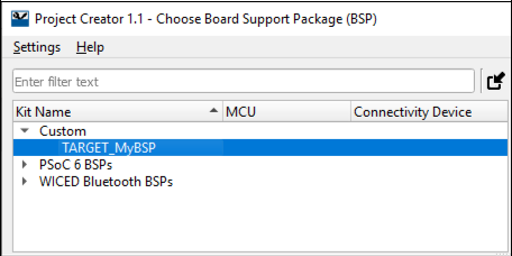 Project Creator 1.1 - Choose Board Support Package (BSP)
Settings Help
Enter filter text
Kit Name MCU Connectivity Device
Custom
TARGET_MyBSP
PSoC 6 BSPs
WICED Bluetooth BSPs